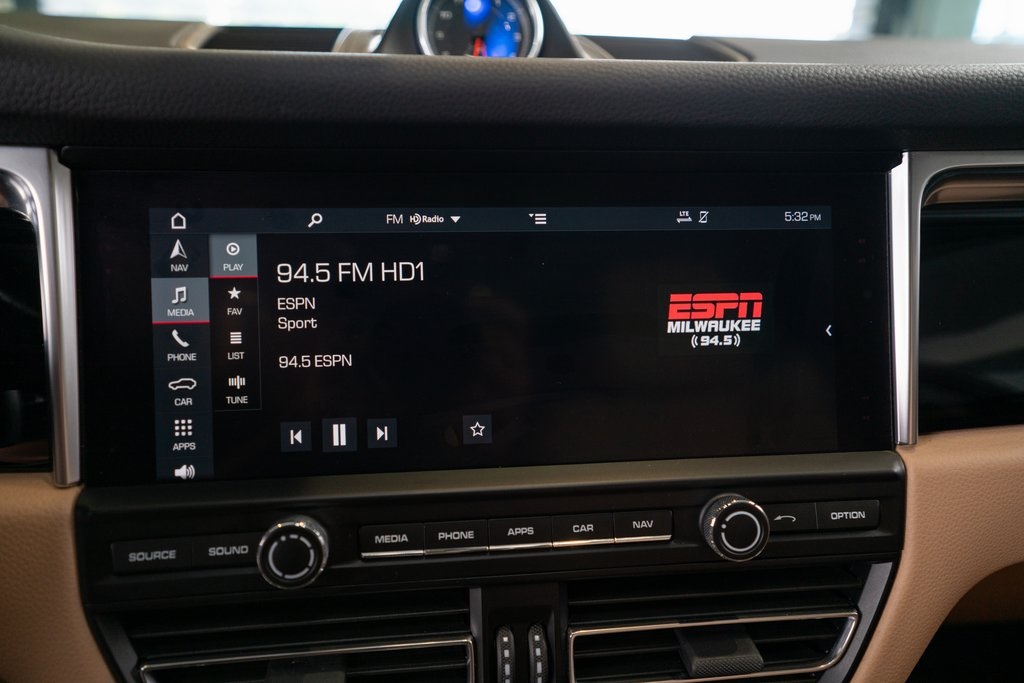 FM HD Radio LTE 5:32 PM
NAV
MEDIA
PHONE
CAR
APPS
PLAY
FAV
LIST
TUNE
94.5 FM HD1
ESPN
Sport
94.5 ESPN
ESPN
MILWAUKEE
((94.5))
SOURCE SOUND MEDIA PHONE APPS CAR NAV OPTION